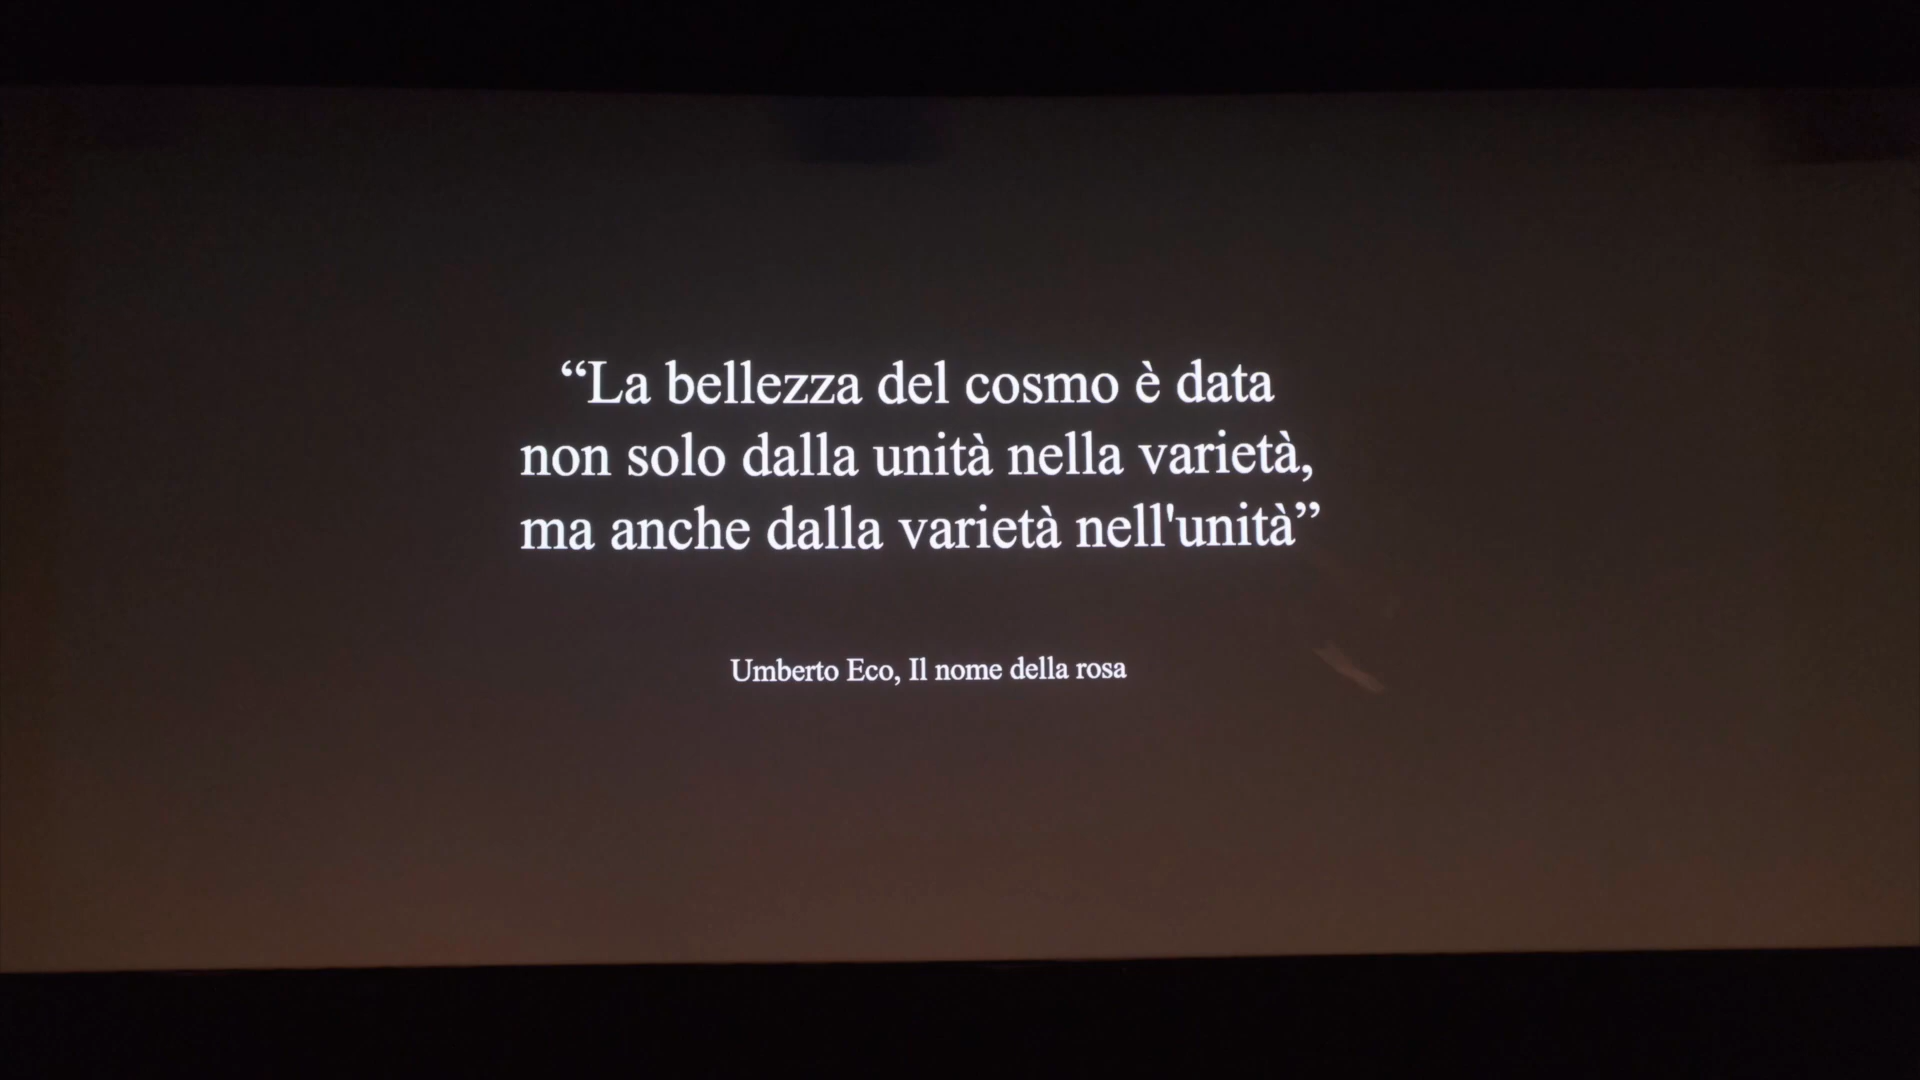 “La bellezza del cosmo è data
non solo dalla unità nella varietà,
ma anche dalla varietà nell'unità”
Umberto Eco, Il nome della rosa